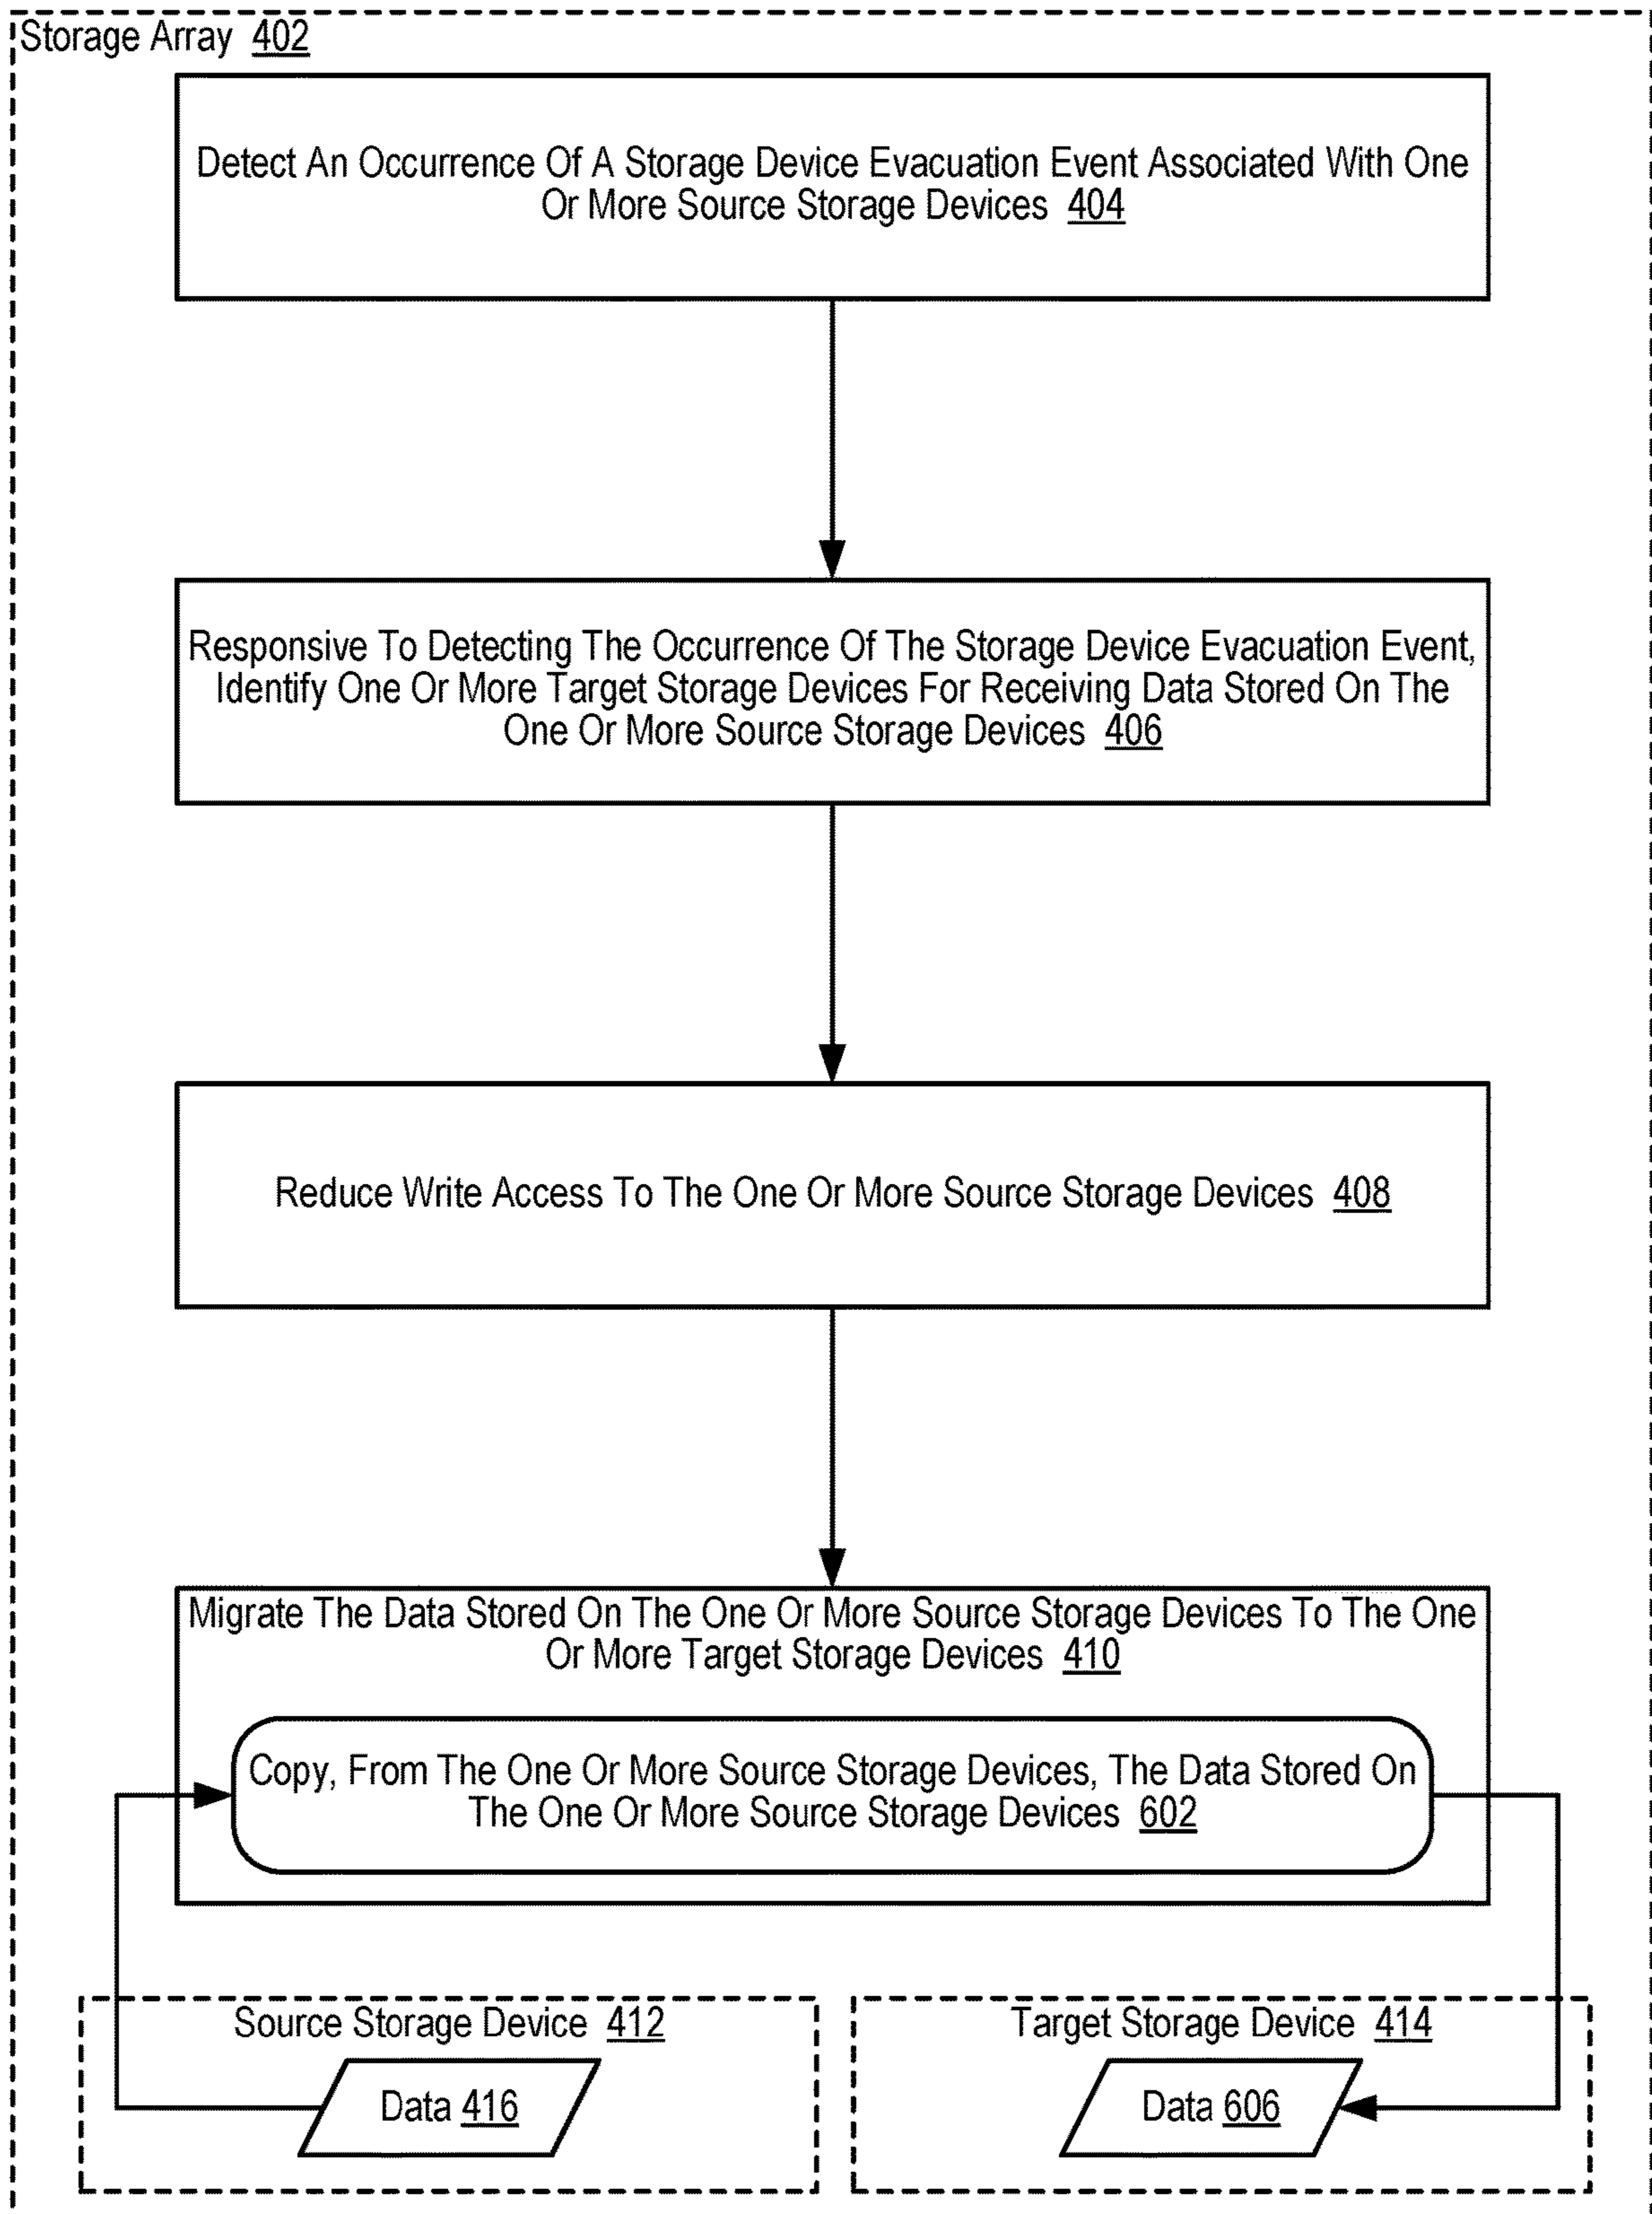 Storage Array 402
Detect An Occurrence Of A Storage Device Evacuation Event Associated With One
Or More Source Storage Devices 404
Responsive To Detecting The Occurrence Of The Storage Device Evacuation Event,
Identify One Or More Target Storage Devices For Receiving Data Stored On The
One Or More Source Storage Devices 406
Reduce Write Access To The One Or More Source Storage Devices 408
Migrate The Data Stored On The One Or More Source Storage Devices To The One
Or More Target Storage Devices 410
Copy, From The One Or More Source Storage Devices, The Data Stored On
The One Or More Source Storage Devices 602
Source Storage Device 412
Data 416
Target Storage Device 414
Data 606